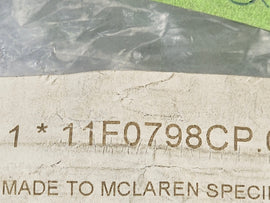 1 * 11F0798CP.
MADE TO MCLAREN SPECI